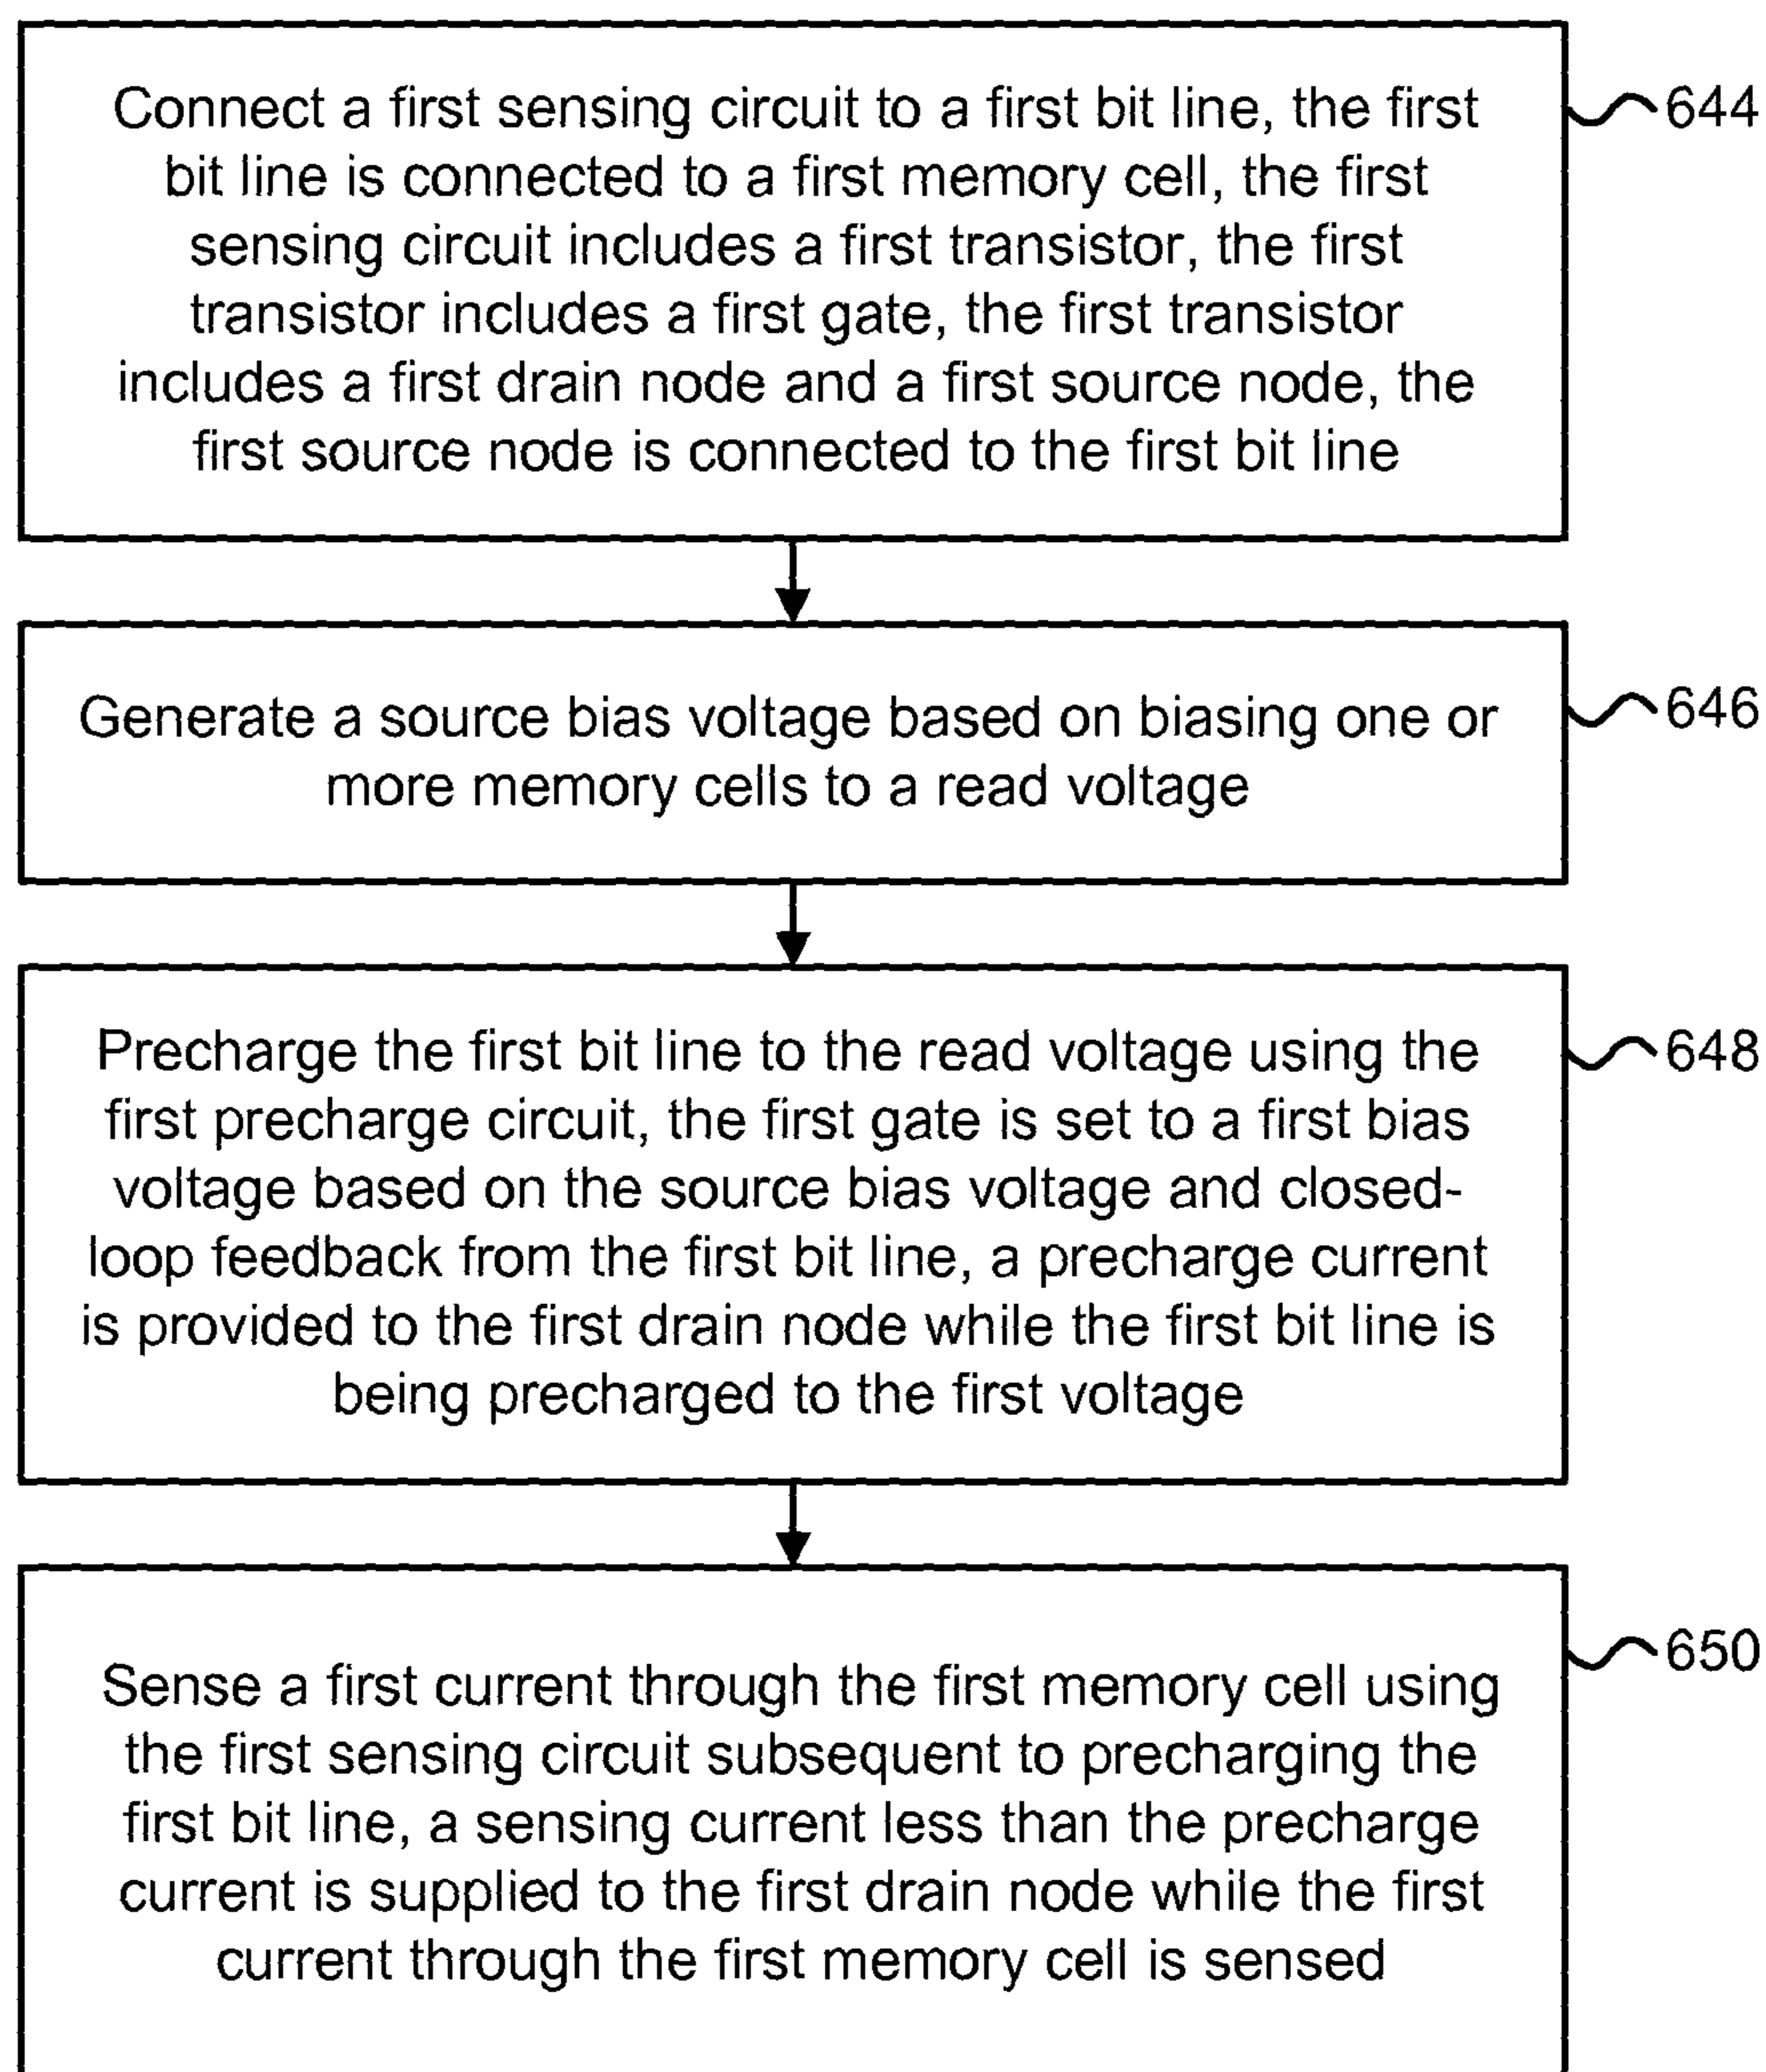 Connect a first sensing circuit to a first bit line, the first
bit line is connected to a first memory cell, the first
sensing circuit includes a first transistor, the first
transistor includes a first gate, the first transistor
includes a first drain node and a first source node, the
first source node is connected to the first bit line
644
Generate a source bias voltage based on biasing one or
more memory cells to a read voltage
646
Precharge the first bit line to the read voltage using the
first precharge circuit, the first gate is set to a first bias
voltage based on the source bias voltage and closed-
loop feedback from the first bit line, a precharge current
is provided to the first drain node while the first bit line is
being precharged to the first voltage
648
Sense a first current through the first memory cell using
the first sensing circuit subsequent to precharging the
first bit line, a sensing current less than the precharge
current is supplied to the first drain node while the first
current through the first memory cell is sensed
650